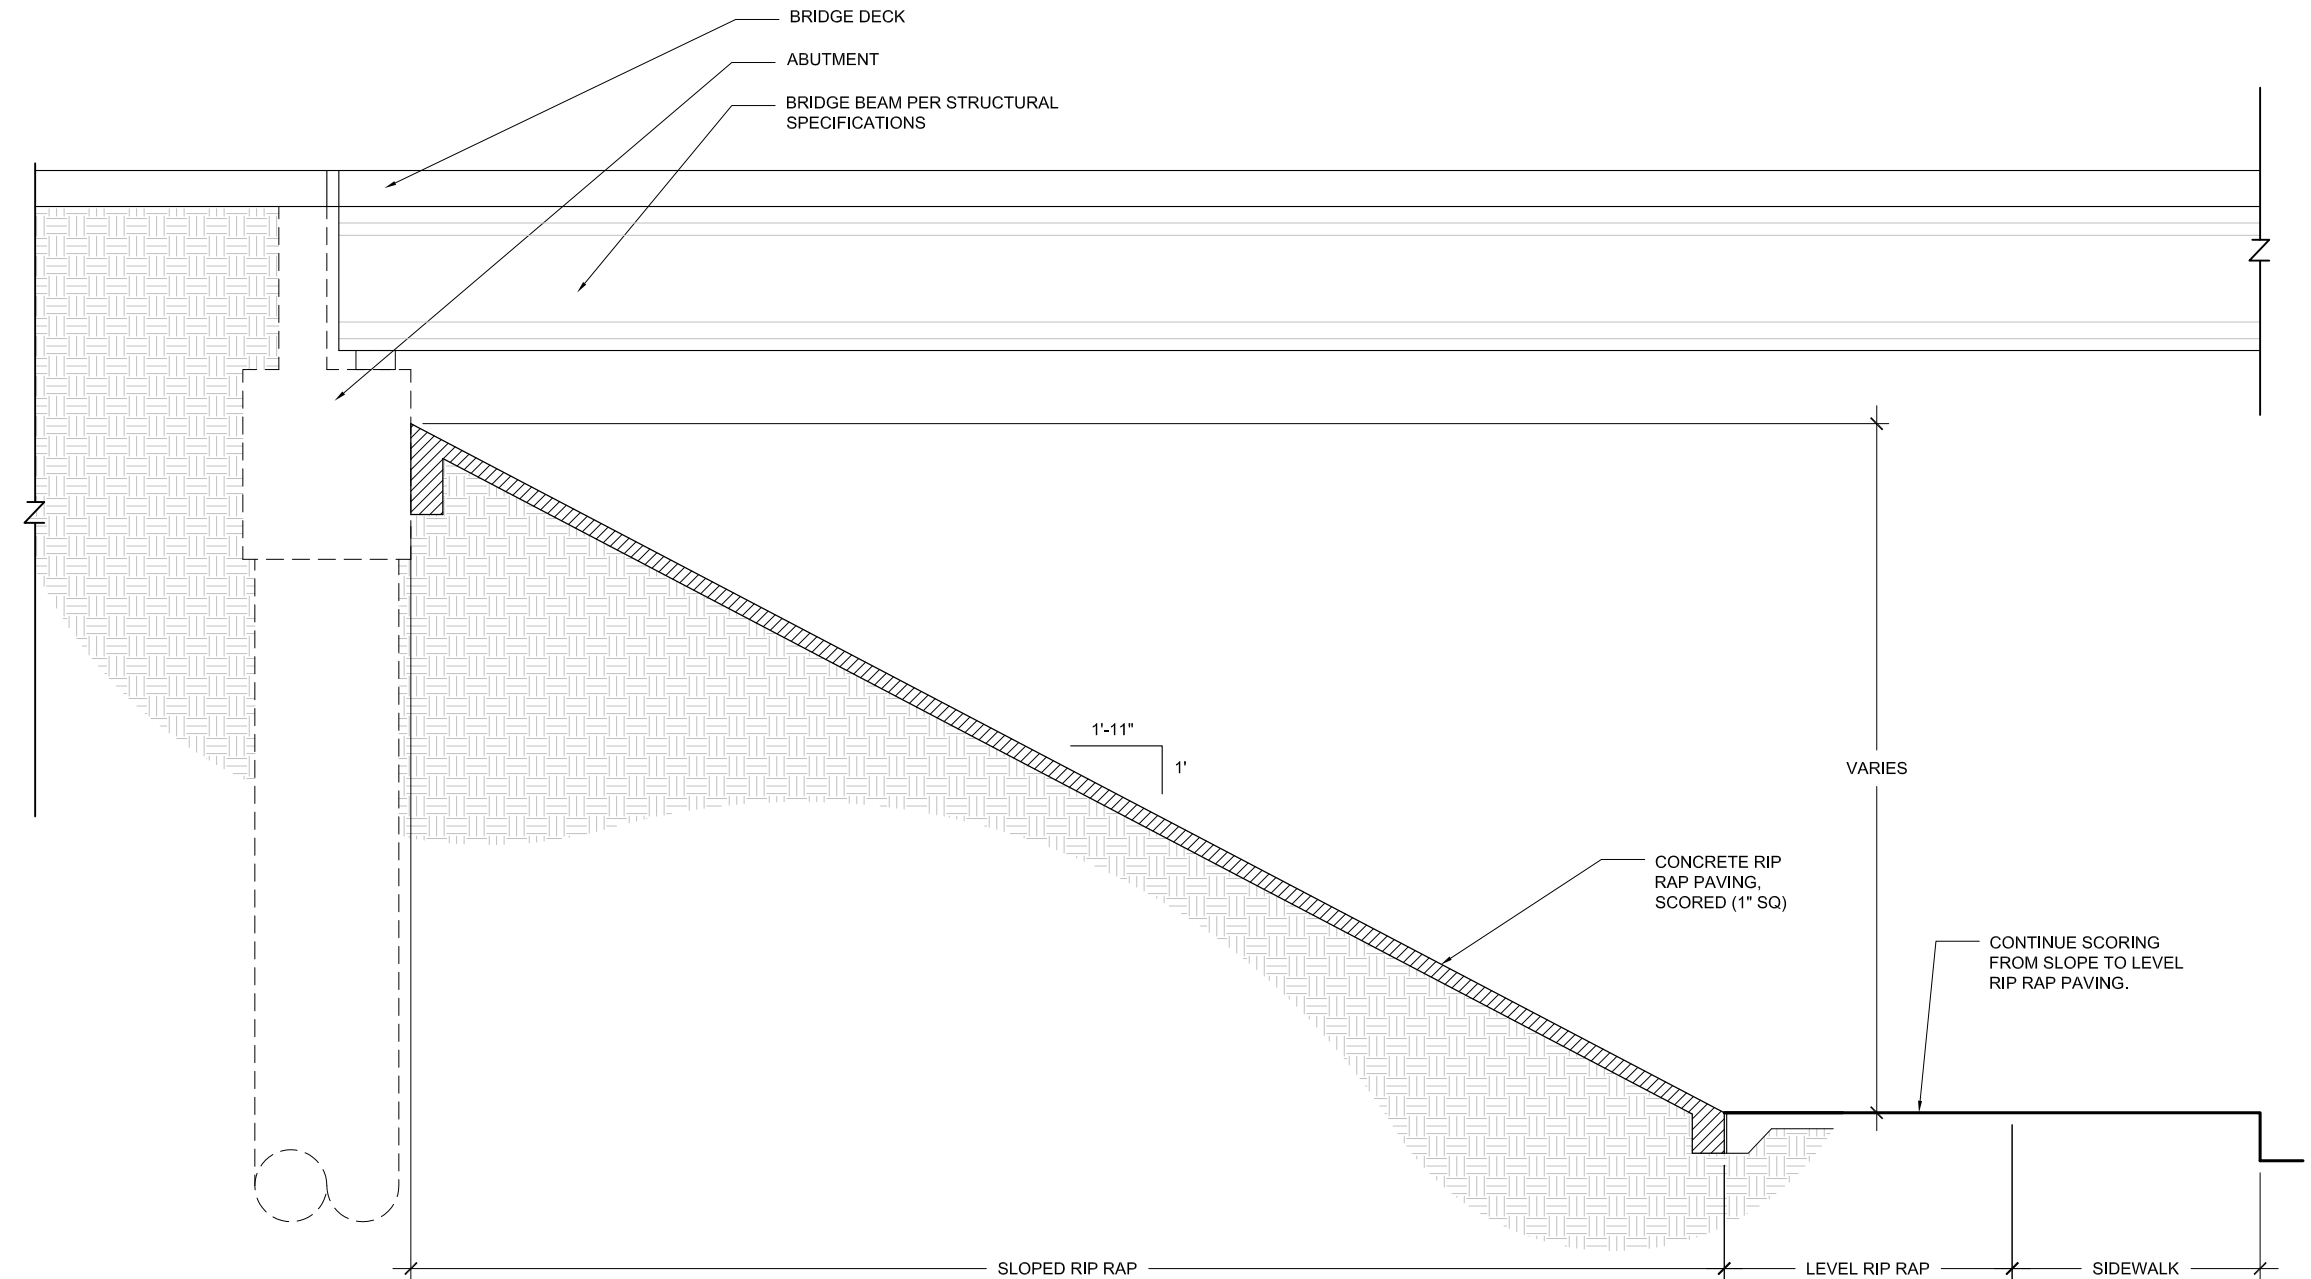 BRIDGE DECK
ABUTMENT
BRIDGE BEAM PER STRUCTURAL
SPECIFICATIONS
1'-11"
1'
VARIES
CONCRETE RIP
RAP PAVING,
SCORED (1" SQ)
CONTINUE SCORING
FROM SLOPE TO LEVEL
RIP RAP PAVING.
SLOPED RIP RAP
LEVEL RIP RAP
SIDEWALK